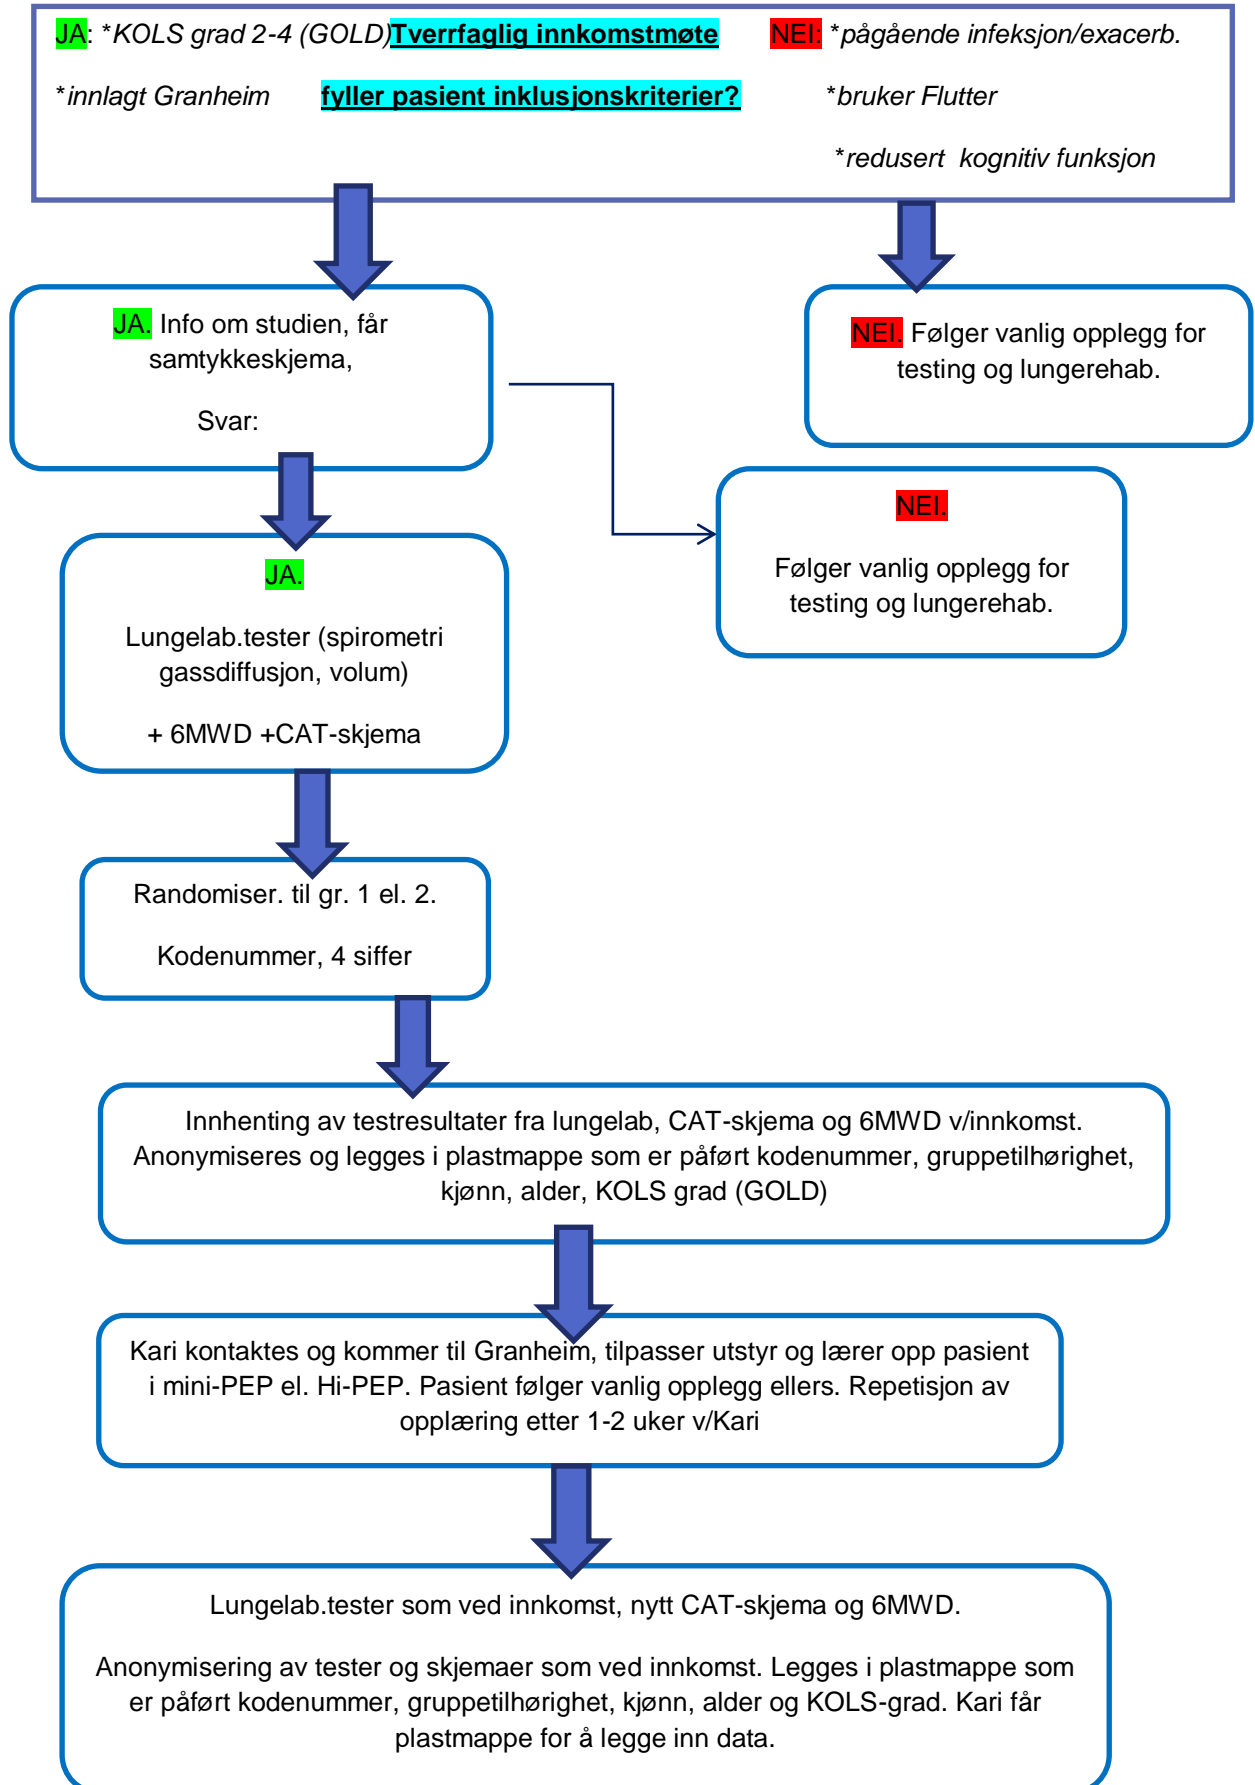 JA: *KOLS grad 2-4 (GOLD)Tverrfaglig innkomstmøte NEI: *pågående infeksjon/exacerb.
*innlagt Granheim fyller pasient inklusjonskriterier? *bruker Flutter
*redusert kognitiv funksjon
JA. Info om studien, får
samtykkeskjema,
Svar:
NEI. Følger vanlig opplegg for
testing og lungerehab.
NEI.
Følger vanlig opplegg for
testing og lungerehab.
JA.
Lungelab.tester (spirometri
gassdiffusjon, volum)
+ 6MWD +CAT-skjema
Randomiser. til gr. 1 el. 2.
Kodenummer, 4 siffer
Innhenting av testresultater fra lungelab, CAT-skjema og 6MWD v/innkomst.
Anonymiseres og legges i plastmappe som er påført kodenummer, gruppetilhørighet,
kjønn, alder, KOLS grad (GOLD)
Kari kontaktes og kommer til Granheim, tilpasser utstyr og lærer opp pasient
i mini-PEP el. Hi-PEP. Pasient følger vanlig opplegg ellers. Repetisjon av
opplæring etter 1-2 uker v/Kari
Lungelab.tester som ved innkomst, nytt CAT-skjema og 6MWD.
Anonymisering av tester og skjemaer som ved innkomst. Legges i plastmappe som
er påført kodenummer, gruppetilhørighet, kjønn, alder og KOLS-grad. Kari får
plastmappe for å legge inn data.